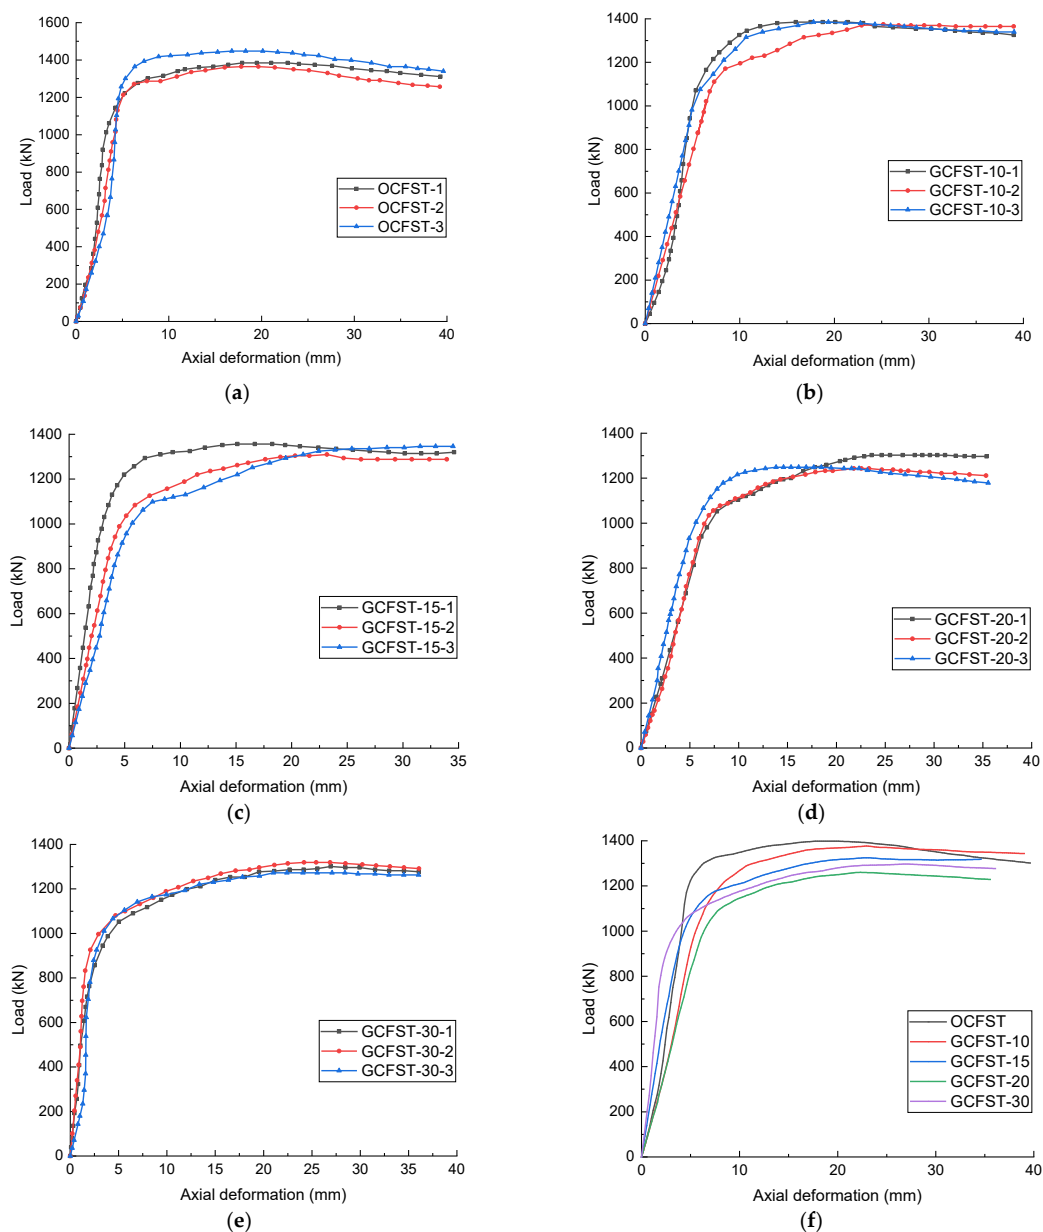 1600
1400
1200
1000
800
600
400
200
0
Load (kN)
OCFST-1
OCFST-2
OCFST-3
0 10 20 30 40
Axial deformation (mm)
(a)
1400
1200
1000
800
600
400
200
0
Load (kN)
GCFST-10-1
GCFST-10-2
GCFST-10-3
0 10 20 30 40
Axial deformation (mm)
(b)
1400
1200
1000
800
600
400
200
0
Load (kN)
GCFST-15-1
GCFST-15-2
GCFST-15-3
0 5 10 15 20 25 30 35
Axial deformation (mm)
(c)
1400
1200
1000
800
600
400
200
0
Load (kN)
GCFST-20-1
GCFST-20-2
GCFST-20-3
0 5 10 15 20 25 30 35 40
Axial deformation (mm)
(d)
1400
1200
1000
800
600
400
200
0
Load (kN)
GCFST-30-1
GCFST-30-2
GCFST-30-3
0 5 10 15 20 25 30 35 40
Axial deformation (mm)
(e)
1400
1200
1000
800
600
400
200
0
Load (kN)
OCFST
GCFST-10
GCFST-15
GCFST-20
GCFST-30
0 10 20 30 40
Axial deformation (mm)
(f)